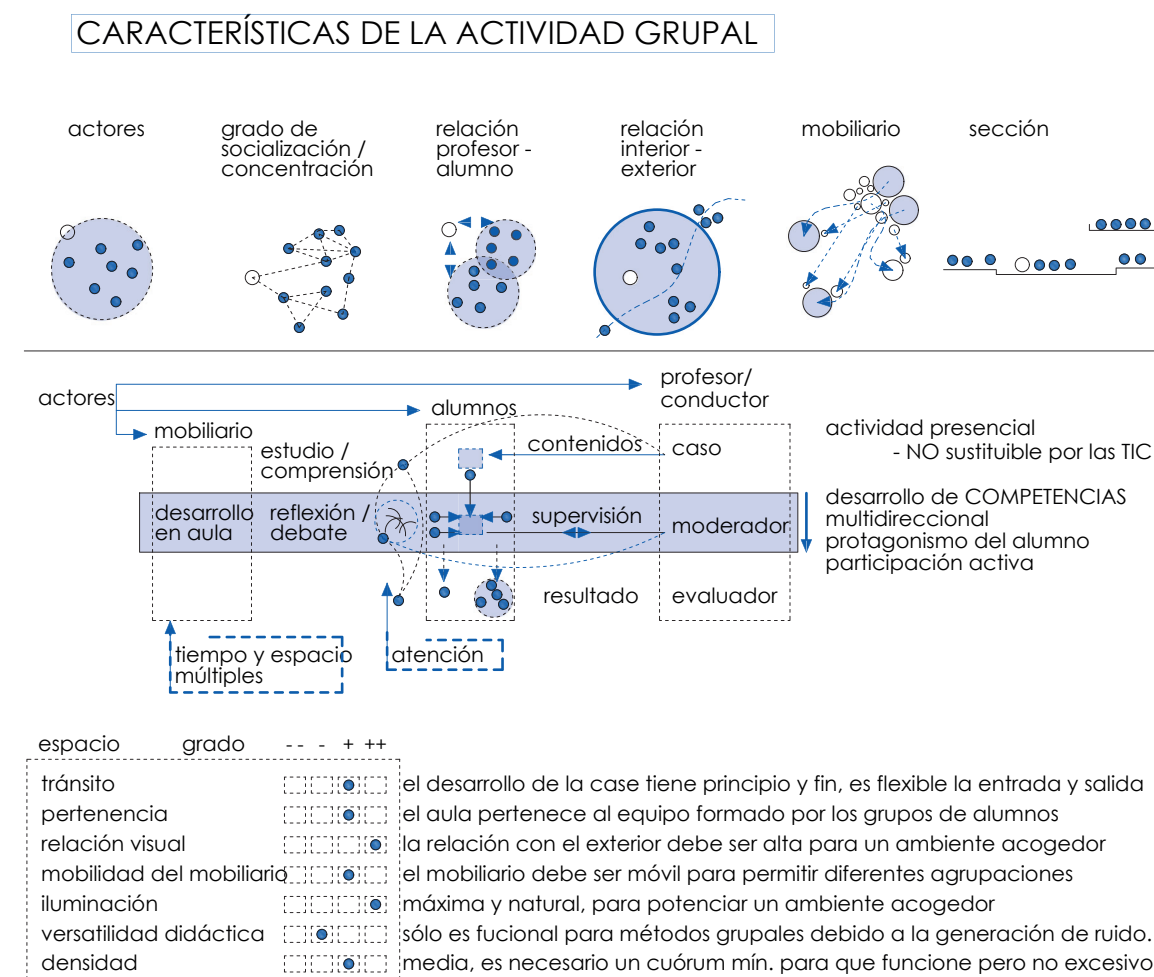 CARACTERÍSTICAS DE LA ACTIVIDAD GRUPAL
actores
grado de
socialización /
concentración
relación
profesor -
alumno
relación
interior -
exterior
mobiliario
sección
actores
profesor/
conductor
alumnos
mobiliario
estudio /
comprensión
contenidos
caso
desarrollo
en aula
reflexión /
debate
supervisión
moderador
resultado
evaluador
tiempo y espacio
múltiples
atención
actividad presencial
- NO sustituible por las TIC
desarrollo de COMPETENCIAS
multidireccional
protagonismo del alumno
participación activa
espacio grado -- - + ++
tránsito el desarrollo de la case tiene principio y fin, es flexible la entrada y salida
pertenencia el aula pertenece al equipo formado por los grupos de alumnos
relación visual la relación con el exterior debe ser alta para un ambiente acogedor
mobilidad del mobiliario el mobiliario debe ser móvil para permitir diferentes agrupaciones
iluminación máxima y natural, para potenciar un ambiente acogedor
versatilidad didáctica sólo es fucional para métodos grupales debido a la generación de ruido.
densidad media, es necesario un cuórum mín. para que funcione pero no excesivo